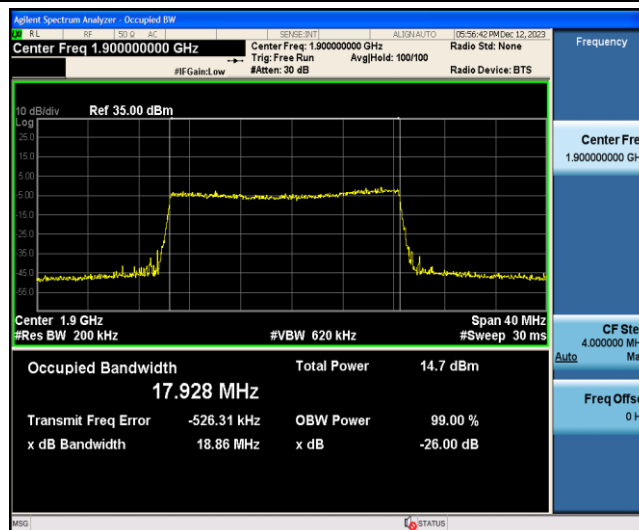 Agilent Spectrum Analyzer - Occupied BW
RL RF 50 Ω AC SENSE:INT ALIGN AUTO 05:56:42 PM Dec 12, 2023
Center Freq 1.900000000 GHz Center Freq: 1.900000000 GHz Radio Std: None
Trig: Free Run Avg|Hold: 100/100
#IFGain:Low #Atten: 30 dB Radio Device: BTS
10 dB/div Ref 35.00 dBm
Log
25.0
15.0
5.00
-5.00
-15.0
-25.0
-35.0
-45.0
-55.0
Center 1.9 GHz Span 40 MHz
#Res BW 200 kHz #VBW 620 kHz #Sweep 30 ms
Occupied Bandwidth Total Power 14.7 dBm
17.928 MHz
Transmit Freq Error -526.31 kHz OBW Power 99.00 %
x dB Bandwidth 18.86 MHz x dB -26.00 dB
MSG STATUS
Frequency
Center Fre
1.900000000 GH
CF Ste
4.000000 MH
Auto Ma
Freq Offse
0 H